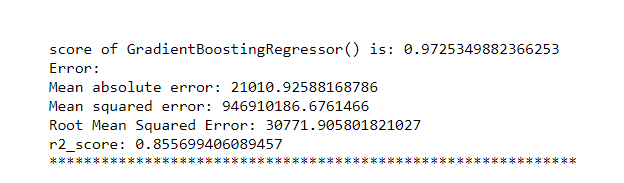 score of GradientBoostingRegressor() is: 0.9725349882366253
Error:
Mean absolute error: 21010.92588168786
Mean squared error: 946910186.6761466
Root Mean Squared Error: 30771.905801821027
r2_score: 0.855699406089457
*************************************************************